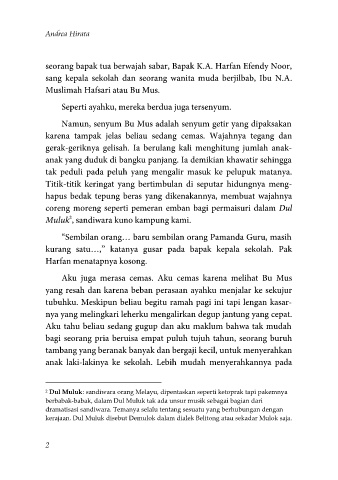 Andrea Hirata
seorang bapak tua berwajah sabar, Bapak K.A. Harfan Efendy Noor,
sang kepala sekolah dan seorang wanita muda berjilbab, Ibu N.A.
Muslimah Hafsari atau Bu Mus.
Seperti ayahku, mereka berdua juga tersenyum.
Namun, senyum Bu Mus adalah senyum getir yang dipaksakan
karena tampak jelas beliau sedang cemas. Wajahnya tegang dan
gerak-geriknya gelisah. Ia berulang kali menghitung jumlah anak-
anak yang duduk di bangku panjang. Ia demikian khawatir sehingga
tak peduli pada peluh yang mengalir masuk ke pelupuk matanya.
Titik-titik keringat yang bertimbulan di seputar hidungnya meng-
hapus bedak tepung beras yang dikenakannya, membuat wajahnya
coreng moreng seperti pemeran emban bagi permaisuri dalam Dul
Muluk², sandiwara kuno kampung kami.
“Sembilan orang… baru sembilan orang Pamanda Guru, masih
kurang satu…,” katanya gusar pada bapak kepala sekolah. Pak
Harfan menatapnya kosong.
Aku juga merasa cemas. Aku cemas karena melihat Bu Mus
yang resah dan karena beban perasaan ayahku menjalar ke sekujur
tubuhku. Meskipun beliau begitu ramah pagi ini tapi lengan kasar-
nya yang melingkari leherku mengalirkan degup jantung yang cepat.
Aku tahu beliau sedang gugup dan aku maklum bahwa tak mudah
bagi seorang pria berusia empat puluh tujuh tahun, seorang buruh
tambang yang beranak banyak dan bergaji kecil, untuk menyerahkan
anak laki-lakinya ke sekolah. Lebih mudah menyerahkannya pada
² Dul Muluk: sandiwara orang Melayu, dipentaskan seperti ketoprak tapi pakemnya
berbabak-babak, dalam Dul Muluk tak ada unsur musik sebagai bagian dari
dramatisasi sandiwara. Temanya selalu tentang sesuatu yang berhubungan dengan
kerajaan. Dul Muluk disebut Demulok dalam dialek Belitong atau sekadar Mulok saja.
2